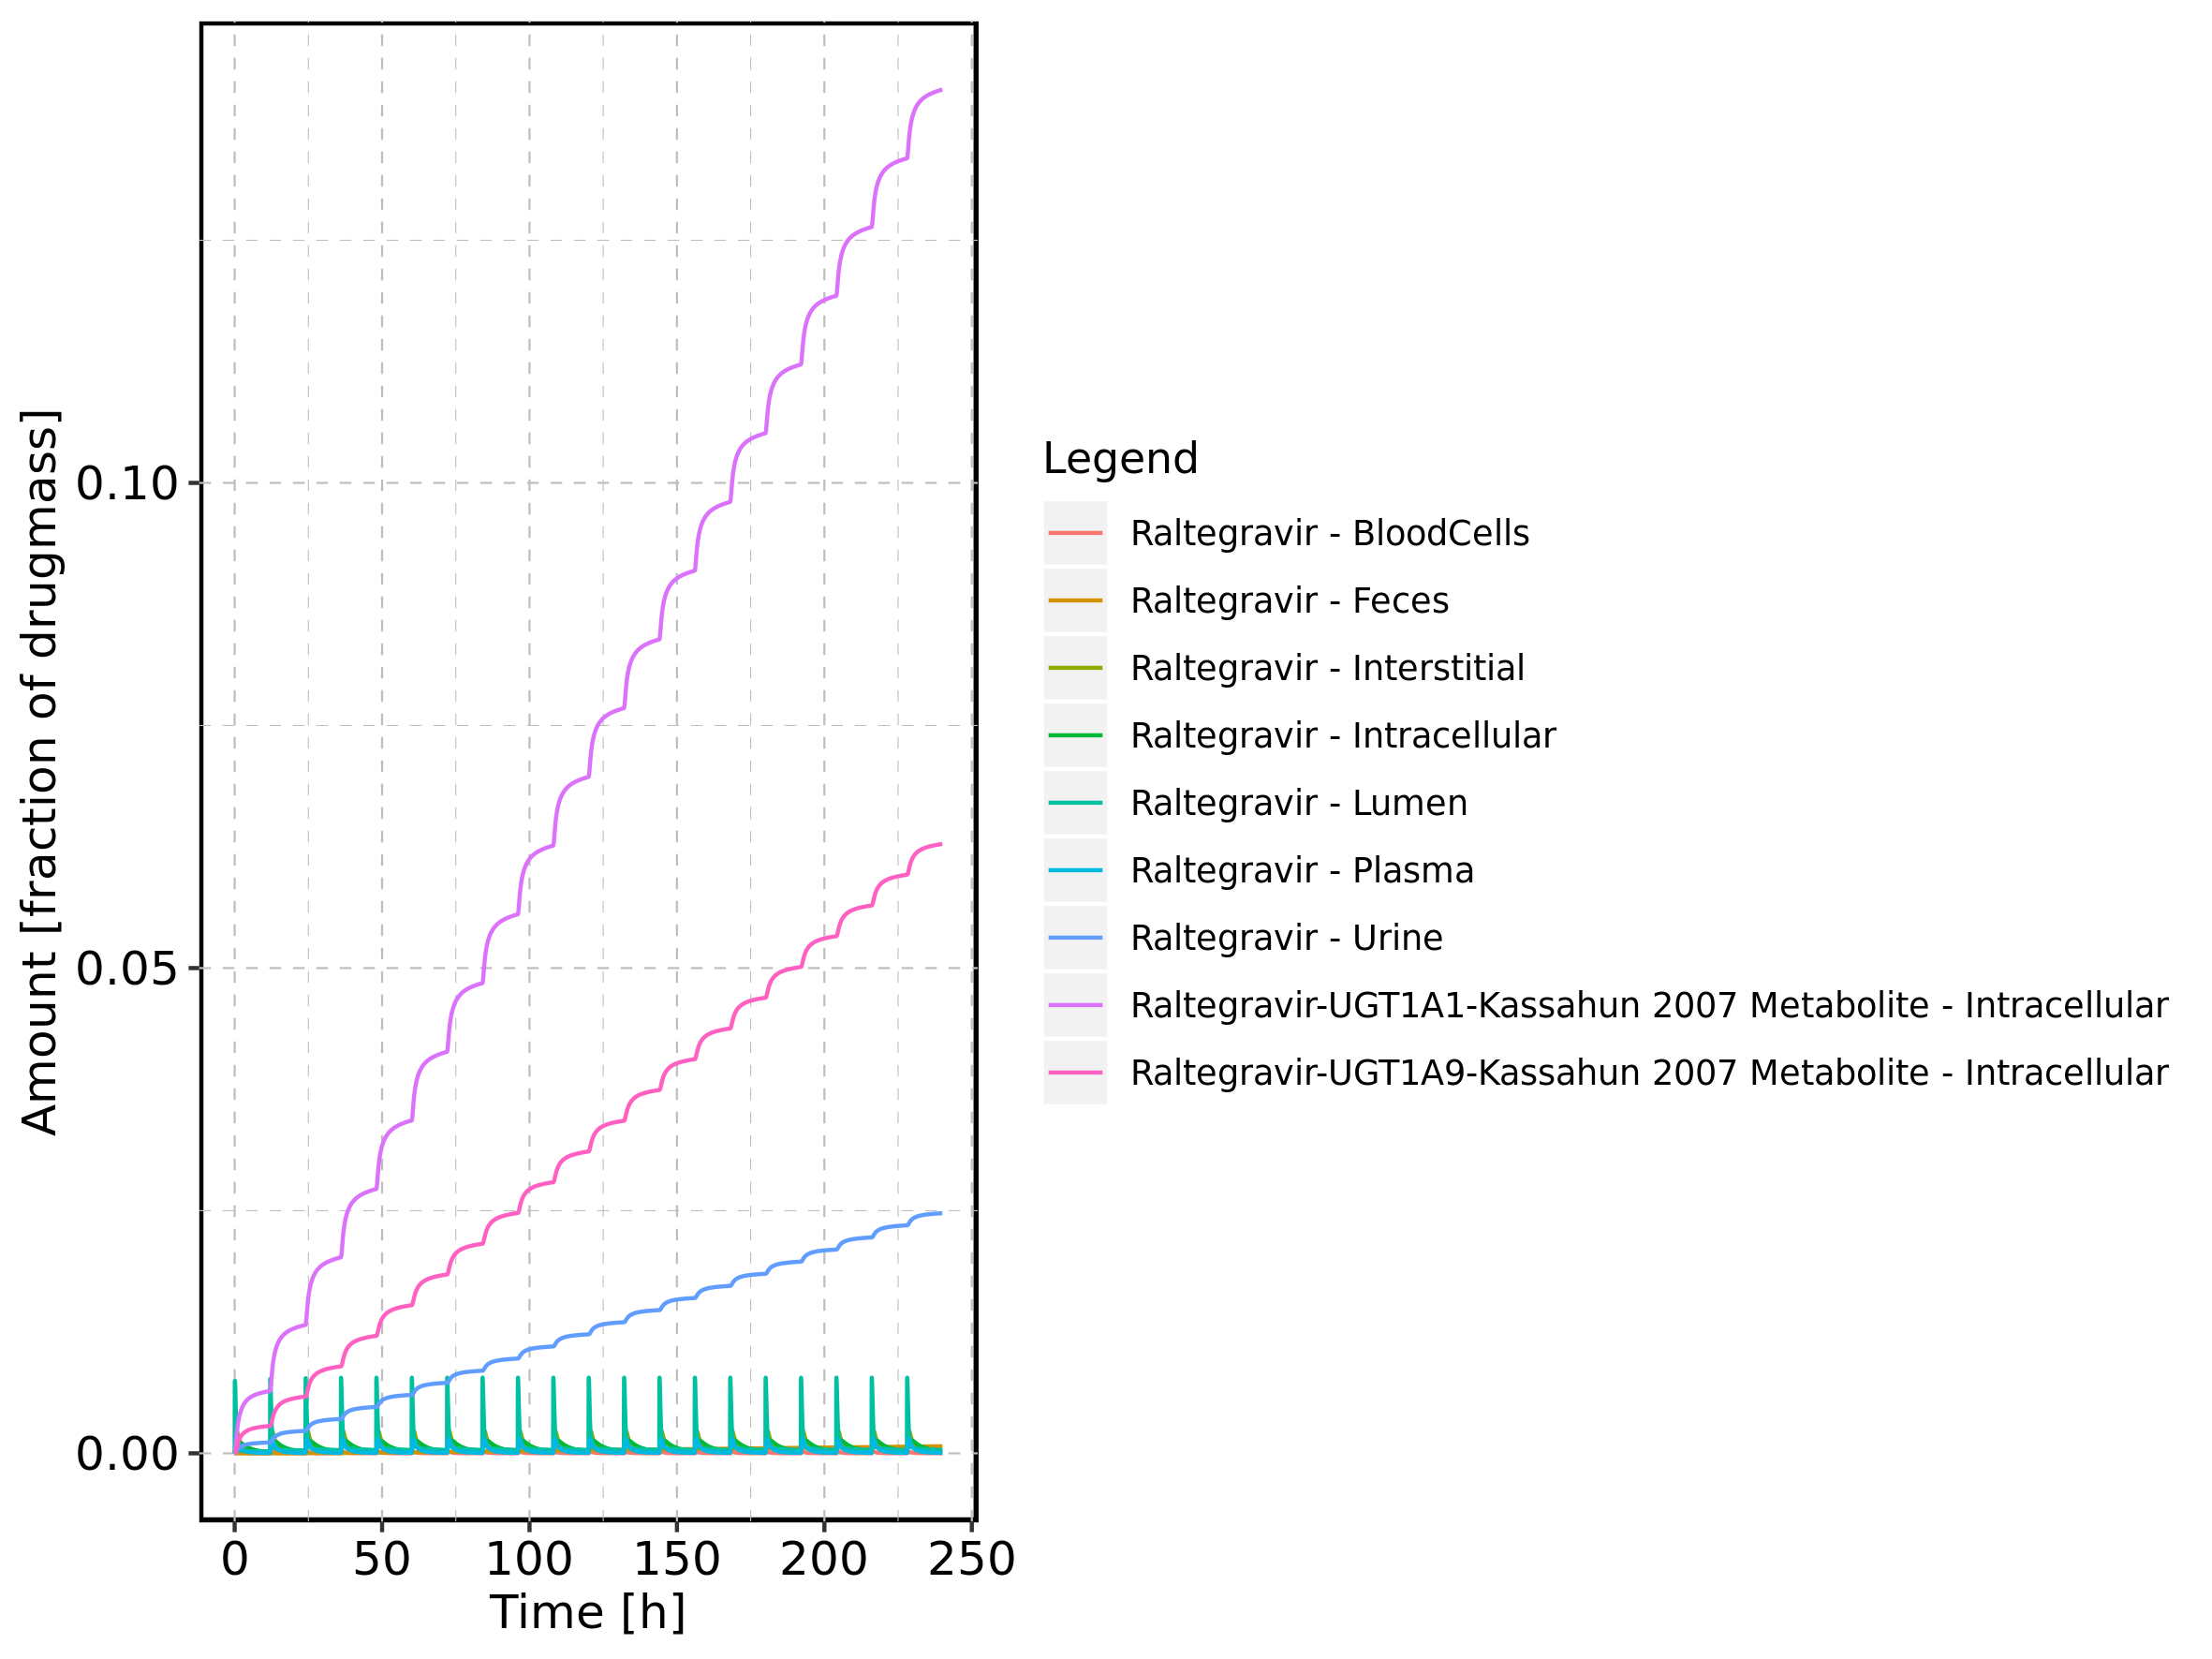 Amount [fraction of drugmass]
0.10
0.05
0.00
0 50 100 150 200 250
Time [h]
Legend
Raltegravir - BloodCells
Raltegravir - Feces
Raltegravir - Interstitial
Raltegravir - Intracellular
Raltegravir - Lumen
Raltegravir - Plasma
Raltegravir - Urine
Raltegravir-UGT1A1-Kassahun 2007 Metabolite - Intracellular
Raltegravir-UGT1A9-Kassahun 2007 Metabolite - Intracellular